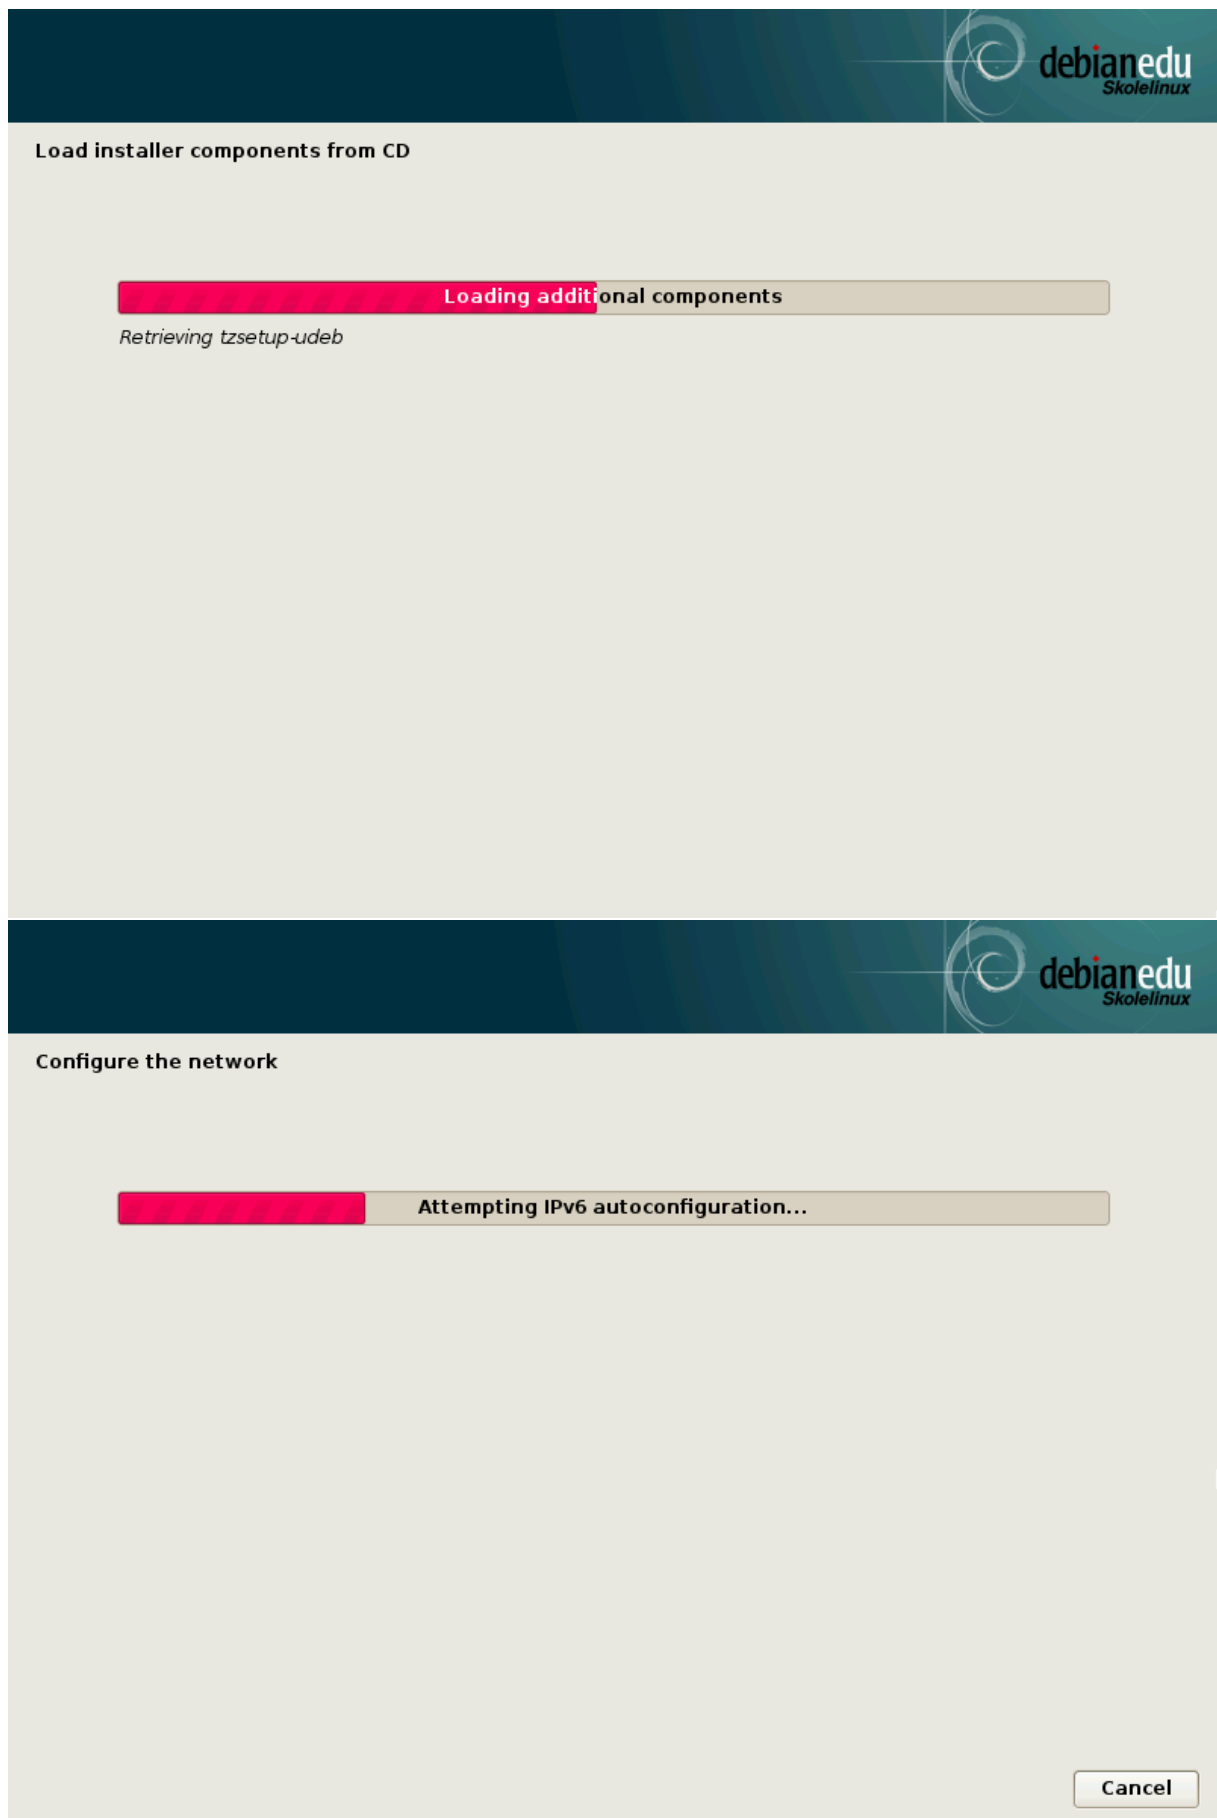 debianedu
Skolelinux
Load installer components from CD
Loading additional components
Retrieving tzsetup-udeb
debianedu
Skolelinux
Configure the network
Attempting IPv6 autoconfiguration...
Cancel